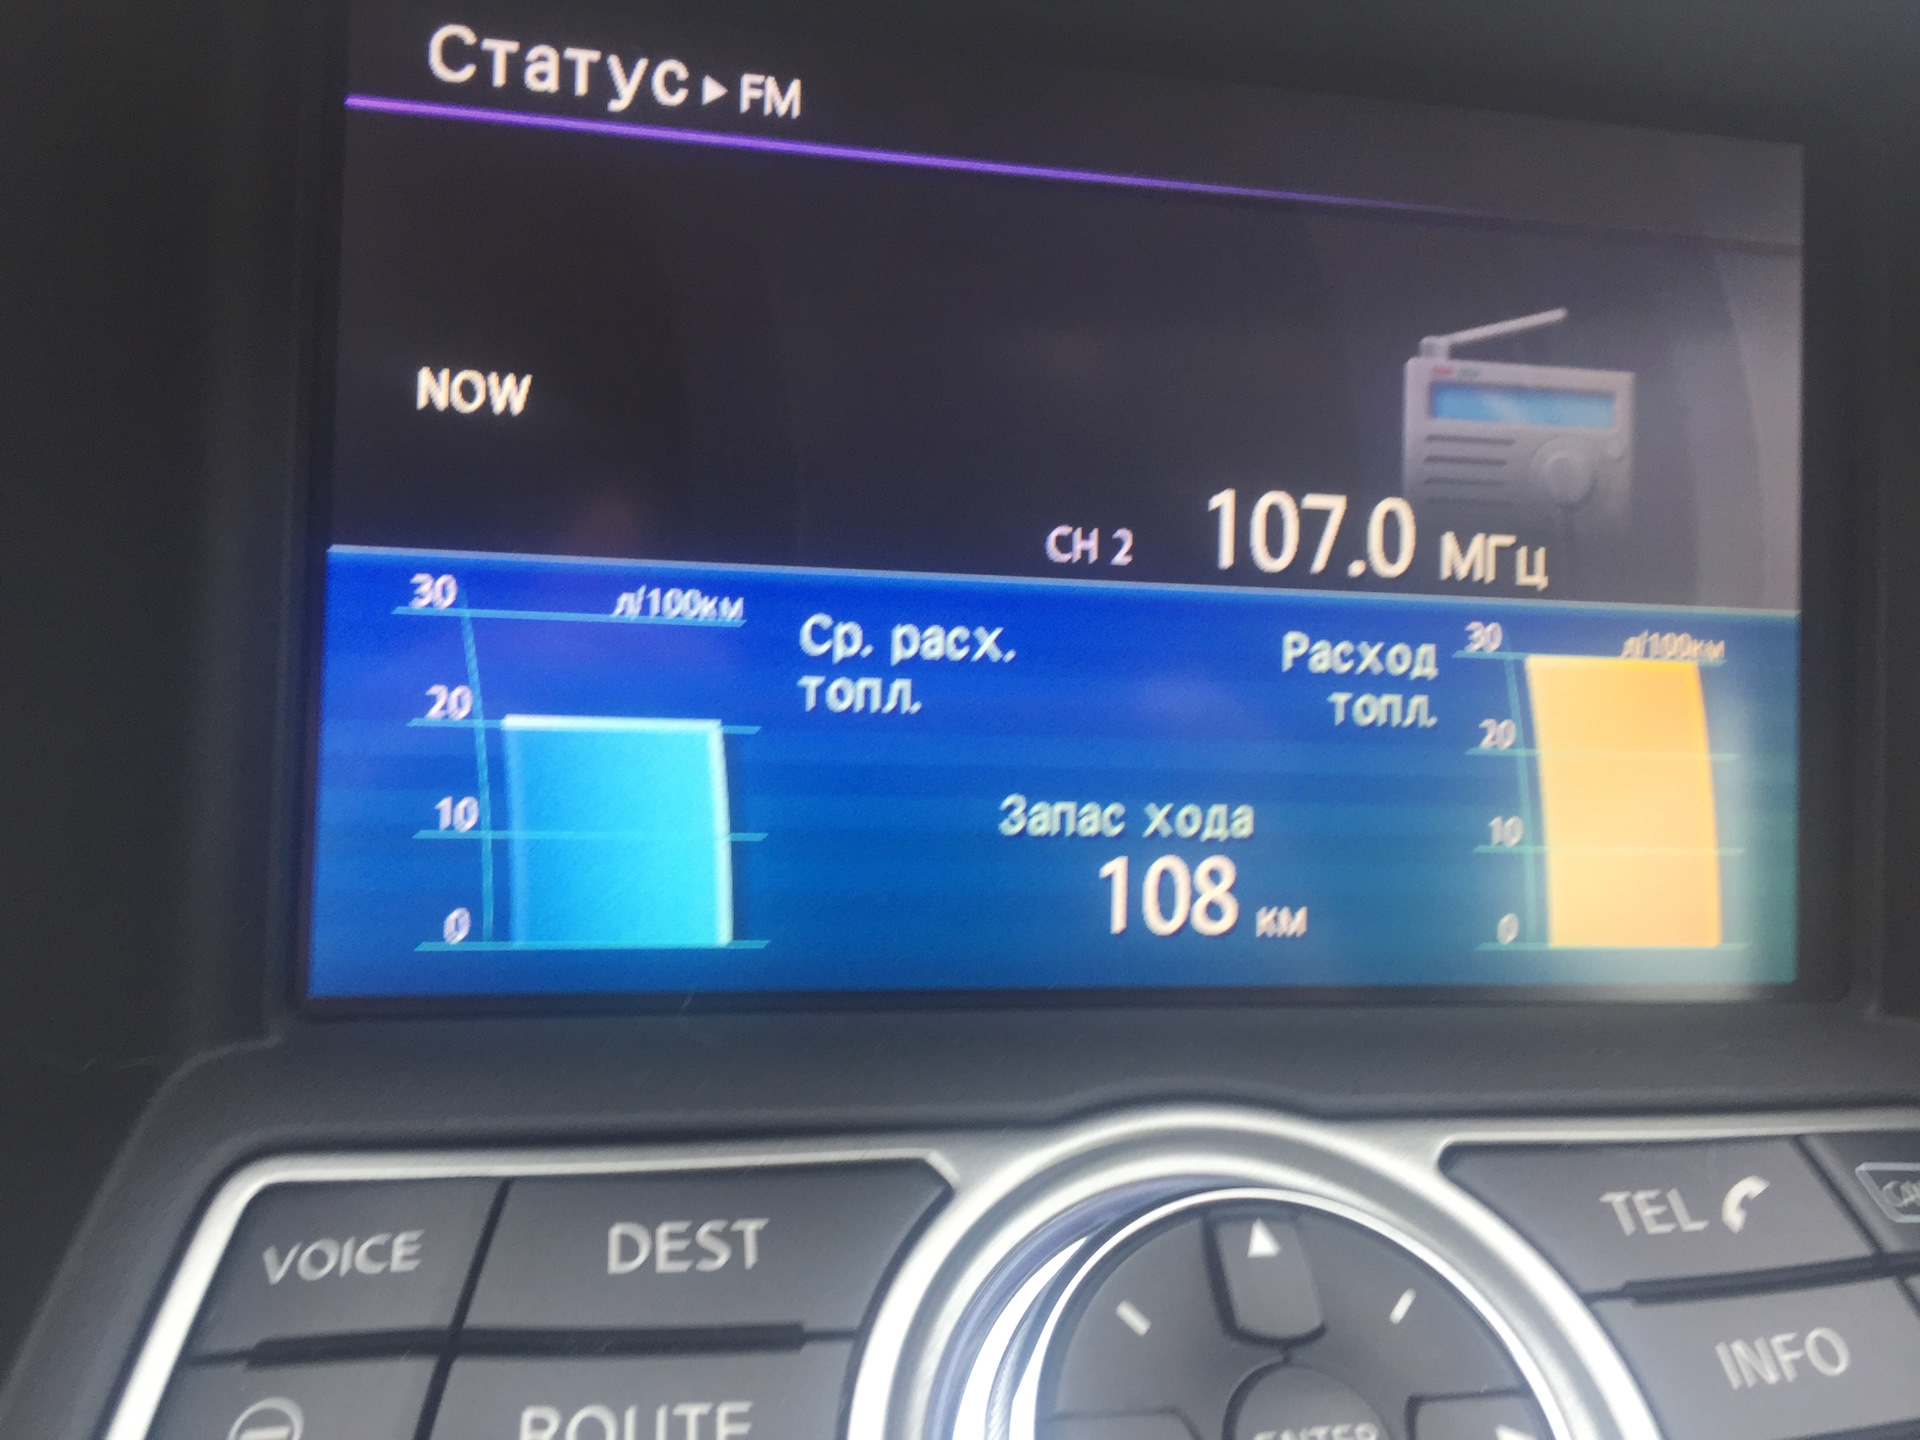 Статус ▸ FM
NOW
CH 2 107.0 МГц
30 л/100км
20
10
0
Ср. расх.
топл.
Расход
топл.
30 л/100км
20
10
0
Запас хода
108 км
VOICE
DEST
TEL
ROUTE
INFO
ENTER